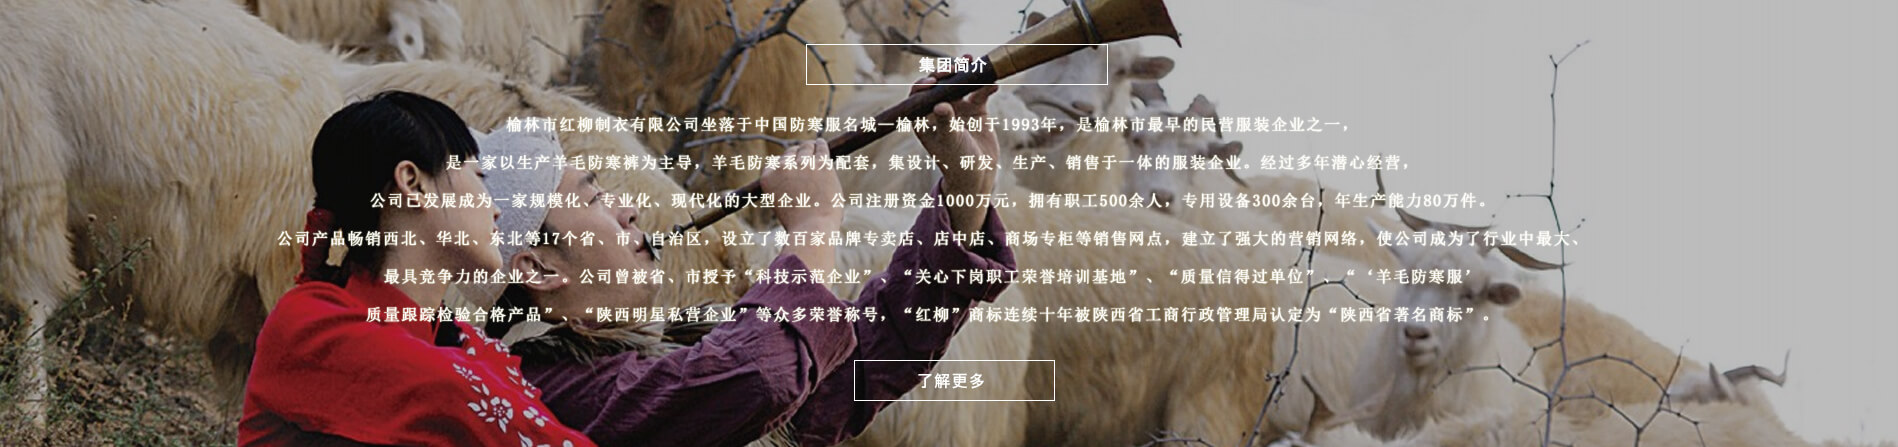 集团简介
榆林市红柳制衣有限公司坐落于中国防寒服名城—榆林，始创于1993年，是榆林市最早的民营服装企业之一，
是一家以生产羊毛防寒裤为主导，羊毛防寒系列为配套，集设计、研发、生产、销售于一体的服装企业。经过多年潜心经营，
公司已发展成为一家规模化、专业化、现代化的大型企业。公司注册资金1000万元，拥有职工500余人，专用设备300余台，年生产能力80万件。
公司产品畅销西北、华北、东北等17个省、市、自治区，设立了数百家品牌专卖店、店中店、商场专柜等销售网点，建立了强大的营销网络，使公司成为了行业中最大、
最具竞争力的企业之一。公司曾被省、市授予“科技示范企业”、“关心下岗职工荣誉培训基地”、“质量信得过单位”、“‘羊毛防寒服’
质量跟踪检验合格产品”、“陕西明星私营企业”等众多荣誉称号，“红柳”商标连续十年被陕西省工商行政管理局认定为“陕西省著名商标”。
了解更多